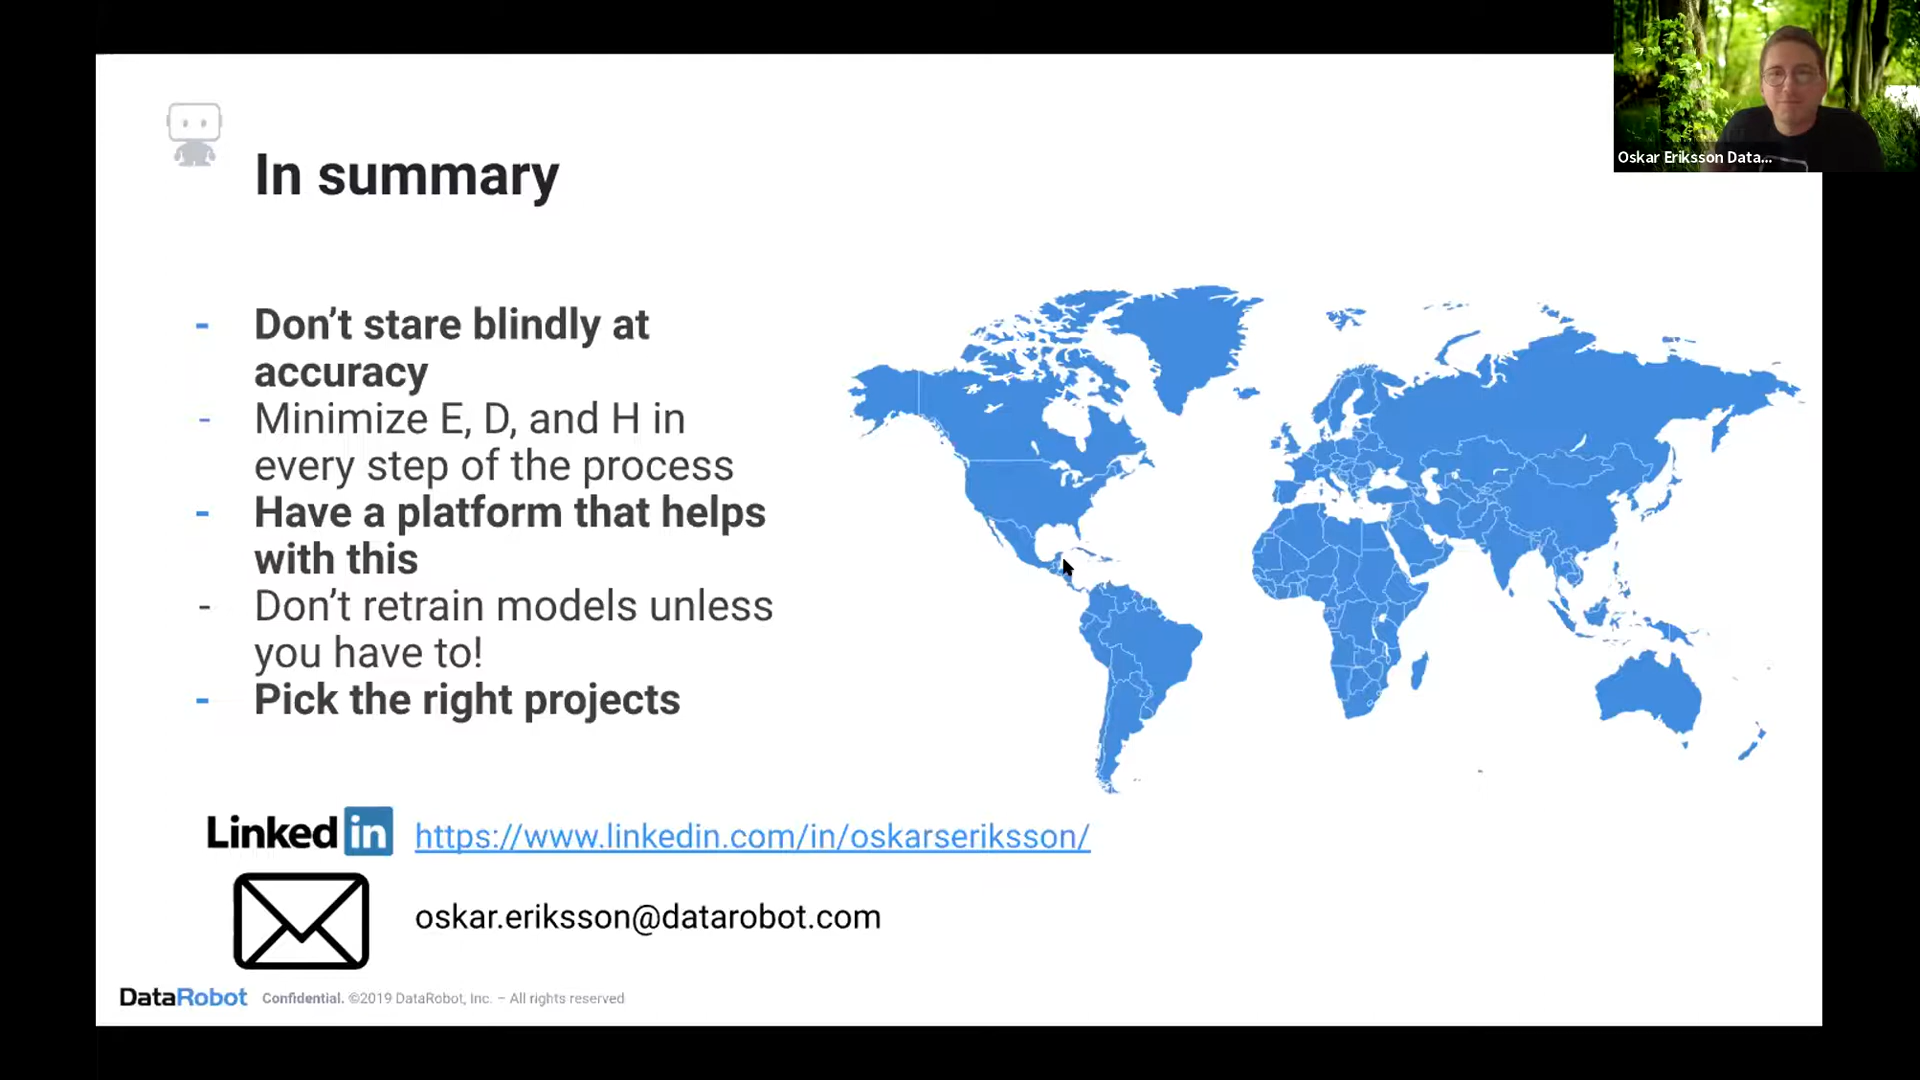 Oskar Eriksson Data...
In summary
- Don't stare blindly at
accuracy
- Minimize E, D, and H in
every step of the process
- Have a platform that helps
with this
- Don't retrain models unless
you have to!
- Pick the right projects
Linked in https://www.linkedin.com/in/oskarseriksson/
oskar.eriksson@datarobot.com
DataRobot Confidential. ©2019 DataRobot, Inc. – All rights reserved